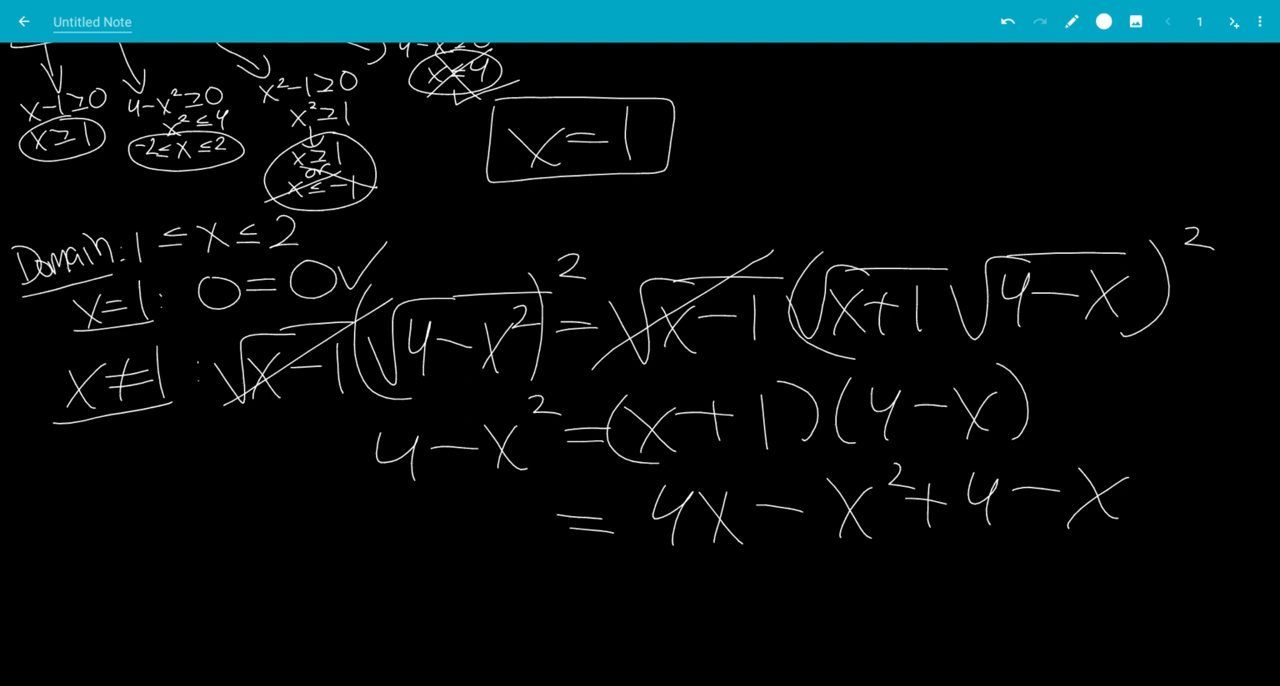 Untitled Note
1
4-x≥0
x≤4
x-1≥0
x≥1
4-x²≥0
x²≤4
-2≤x≤2
x²-1≥0
x²≥1
x≥1
or
x≤-1
x=1
Domain: 1≤x≤2
x=1: 0=0✓
x≠1: √(x-1)(√(4-x²))²=√(x-1)(√(x+1)√(4-x))²
4-x²=(x+1)(4-x)
=4x-x²+4-x